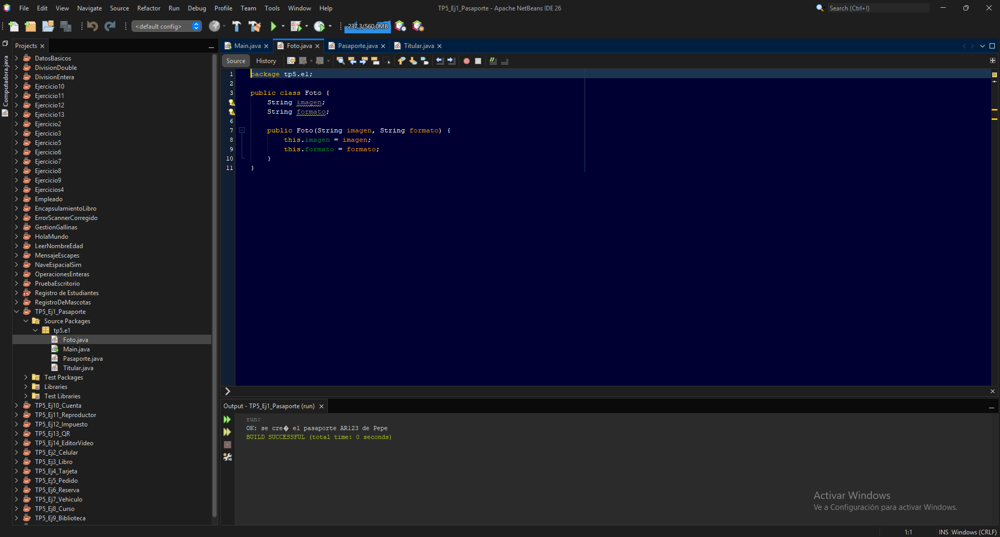 File Edit View Navigate Source Refactor Run Debug Profile Team Tools Window Help
TP5_Ej1_Pasaporte - Apache NetBeans IDE 26
Search (Ctrl+I)
<default config>
237,3/560,0MB
Computadora.java
Projects
DatosBasicos
DivisionDouble
DivisionEntera
Ejercicio10
Ejercicio11
Ejercicio12
Ejercicio13
Ejercicio2
Ejercicio3
Ejercicio5
Ejercicio6
Ejercicio7
Ejercicio8
Ejercicio9
Ejercicios4
Empleado
EncapsulamientoLibro
ErrorScannerCorregido
GestionGallinas
HolaMundo
LeerNombreEdad
MensajeEscapes
NaveEspacialSim
OperacionesEnteras
PruebaEscritorio
Registro de Estudiantes
RegistroDeMascotas
TP5_Ej1_Pasaporte
Source Packages
tp5.e1
Foto.java
Main.java
Pasaporte.java
Titular.java
Test Packages
Libraries
Test Libraries
TP5_Ej10_Cuenta
TP5_Ej11_Reproductor
TP5_Ej12_Impuesto
TP5_Ej13_QR
TP5_Ej14_EditorVideo
TP5_Ej2_Celular
TP5_Ej3_Libro
TP5_Ej4_Tarjeta
TP5_Ej5_Pedido
TP5_Ej6_Reserva
TP5_Ej7_Vehiculo
TP5_Ej8_Curso
TP5_Ej9_Biblioteca
Main.java Foto.java Pasaporte.java Titular.java
Source History
1 package tp5.e1;
2
3 public class Foto {
String imagen;
String formato;
6
7 public Foto(String imagen, String formato) {
8 this.imagen = imagen;
9 this.formato = formato;
10 }
11 }
Output - TP5_Ej1_Pasaporte (run)
run:
OK: se cre� el pasaporte AR123 de Pepe
BUILD SUCCESSFUL (total time: 0 seconds)
Activar Windows
Ve a Configuración para activar Windows.
1:1 INS Windows (CRLF)